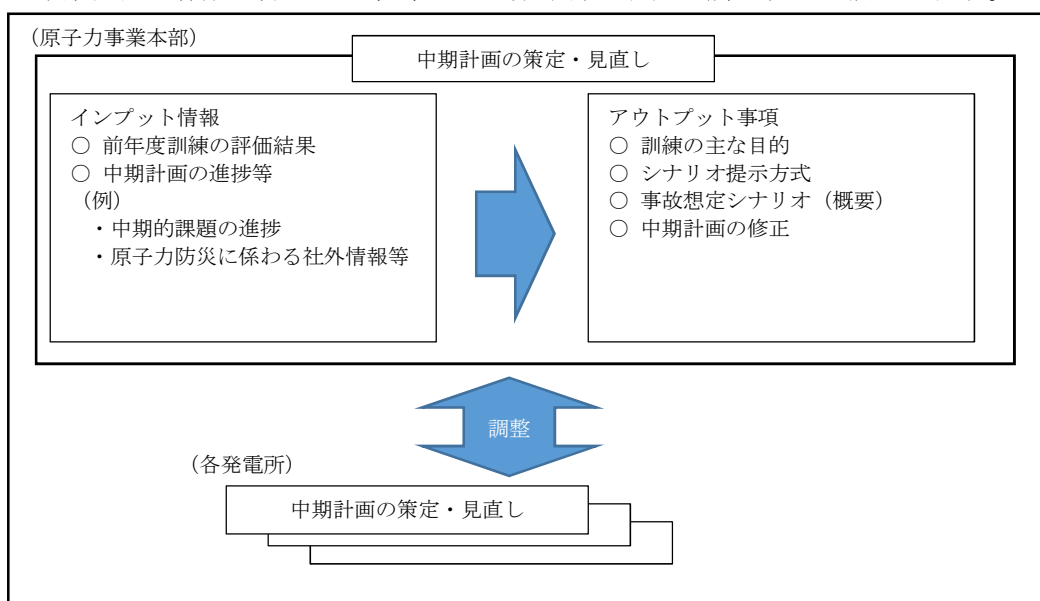 (原子力事業本部)
中期計画の策定・見直し
インプット情報
○ 前年度訓練の評価結果
○ 中期計画の進捗等
(例)
・中期的課題の進捗
・原子力防災に係わる社外情報等
アウトプット事項
○ 訓練の主な目的
○ シナリオ提示方式
○ 事故想定シナリオ（概要）
○ 中期計画の修正
調整
(各発電所)
中期計画の策定・見直し